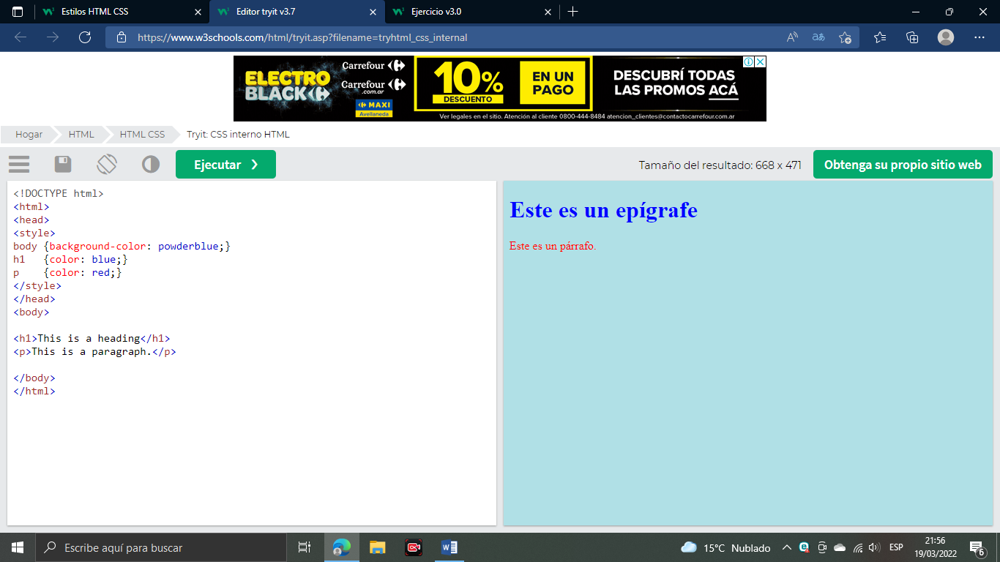 Estilos HTML CSS
Editor tryit v3.7
Ejercicio v3.0
https://www.w3schools.com/html/tryit.asp?filename=tryhtml_css_internal
ELECTRO
BLACK
Carrefour
Carrefour
.com.ar
MAXI
Avellaneda
10%
DESCUENTO
EN UN
PAGO
DESCUBRÍ TODAS
LAS PROMOS ACÁ
Ver legales en el sitio. Atención al cliente 0800-444-8484 atencion_clientes@contactocarrefour.com.ar
Hogar
HTML
HTML CSS
Tryit: CSS interno HTML
Ejecutar ❯
Tamaño del resultado: 668 x 471
Obtenga su propio sitio web
<!DOCTYPE html>
<html>
<head>
<style>
body {background-color: powderblue;}
h1   {color: blue;}
p    {color: red;}
</style>
</head>
<body>
<h1>This is a heading</h1>
<p>This is a paragraph.</p>
</body>
</html>
Este es un epígrafe
Este es un párrafo.
Escribe aquí para buscar
15°C Nublado
ESP
21:56
19/03/2022
6